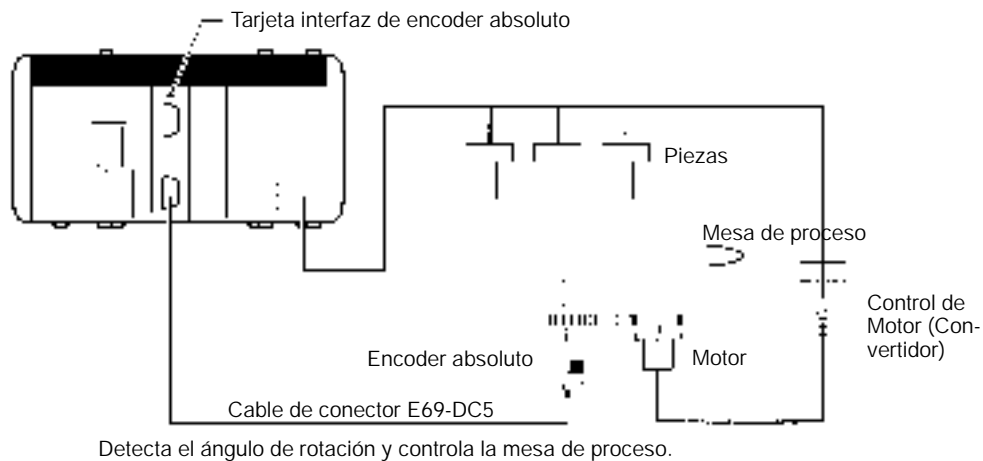 Tarjeta interfaz de encoder absoluto
Piezas
Mesa de proceso
Control de
Motor (Con-
vertidor)
Encoder absoluto
Motor
Cable de conector E69-DC5
Detecta el ángulo de rotación y controla la mesa de proceso.